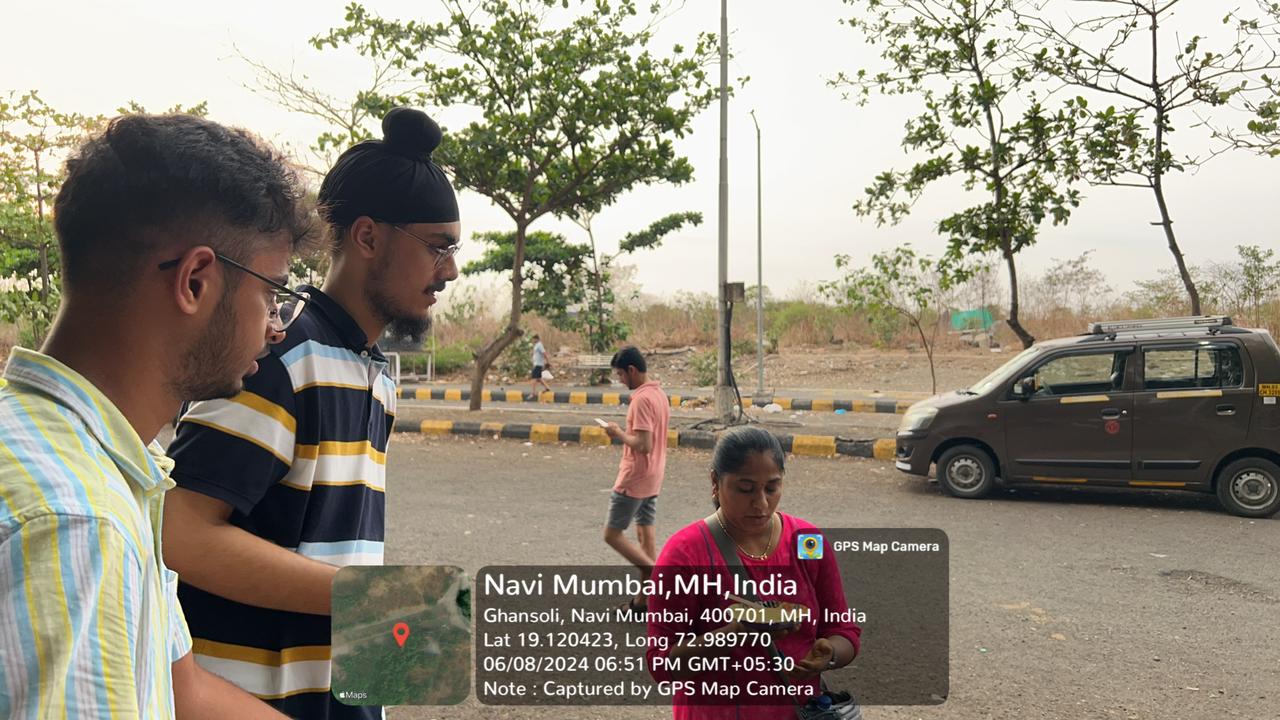 GPS Map Camera
Navi Mumbai,MH,India
Ghansoli, Navi Mumbai, 400701, MH, India
Lat 19.120423, Long 72.989770
06/08/2024 06:51 PM GMT+05:30
Note : Captured by GPS Map Camera
Maps